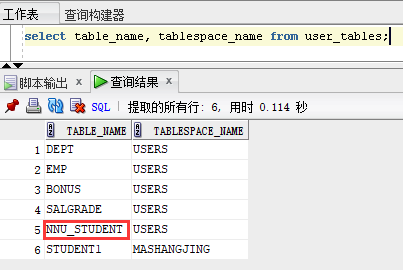 工作表 查询构建器
select table_name, tablespace_name from user_tables;
脚本输出 × 查询结果 ×
SQL | 提取的所有行: 6, 用时 0.114 秒
TABLE_NAME TABLESPACE_NAME
1 DEPT USERS
2 EMP USERS
3 BONUS USERS
4 SALGRADE USERS
5 NNU_STUDENT USERS
6 STUDENT1 MASHANGJING